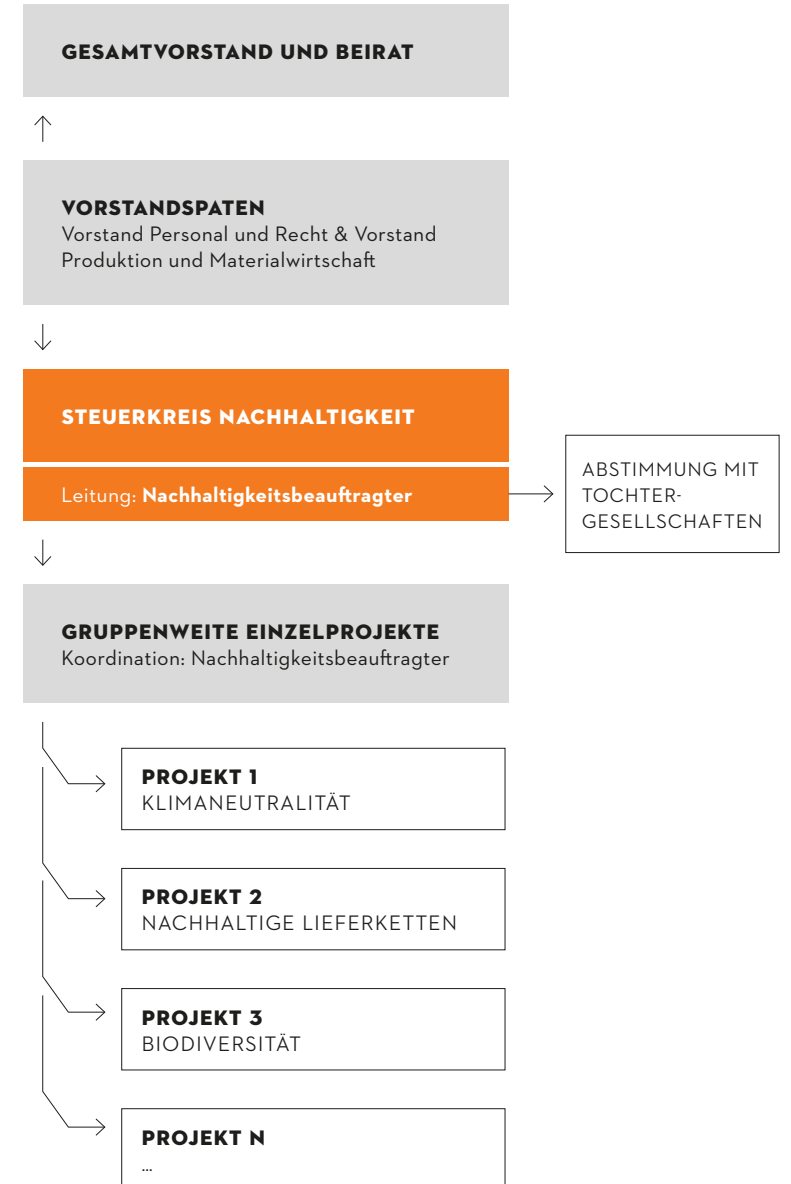 GESAMTVORSTAND UND BEIRAT
VORSTANDSPATEN
Vorstand Personal und Recht & Vorstand
Produktion und Materialwirtschaft
STEUERKREIS NACHHALTIGKEIT
Leitung: Nachhaltigkeitsbeauftragter
ABSTIMMUNG MIT
TOCHTER-
GESELLSCHAFTEN
GRUPPENWEITE EINZELPROJEKTE
Koordination: Nachhaltigkeitsbeauftragter
PROJEKT 1
KLIMANEUTRALITÄT
PROJEKT 2
NACHHALTIGE LIEFERKETTEN
PROJEKT 3
BIODIVERSITÄT
PROJEKT N
…